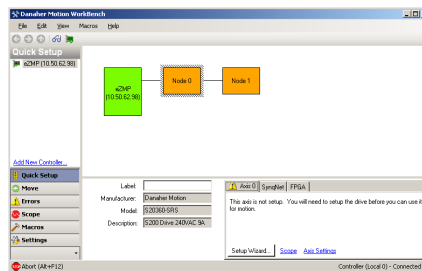 Danaher Motion WorkBench
File Edit View Macros Help
Quick Setup
eZMP (10.50.62.98)
eZMP
(10.50.62.98)
Node 0
Node 1
Add New Controller...
Quick Setup
Move
Errors
Scope
Macros
Settings
Label:
Manufacturer: Danaher Motion
Model: S20360-SRS
Description: S200 Drive 240VAC 9A
Axis 0 SynqNet FPGA
This axis is not setup. You will need to setup the drive before you can use it
for motion.
Setup Wizard... Scope Axis Settings
Abort (Alt+F12)
Controller (Local 0) - Connected